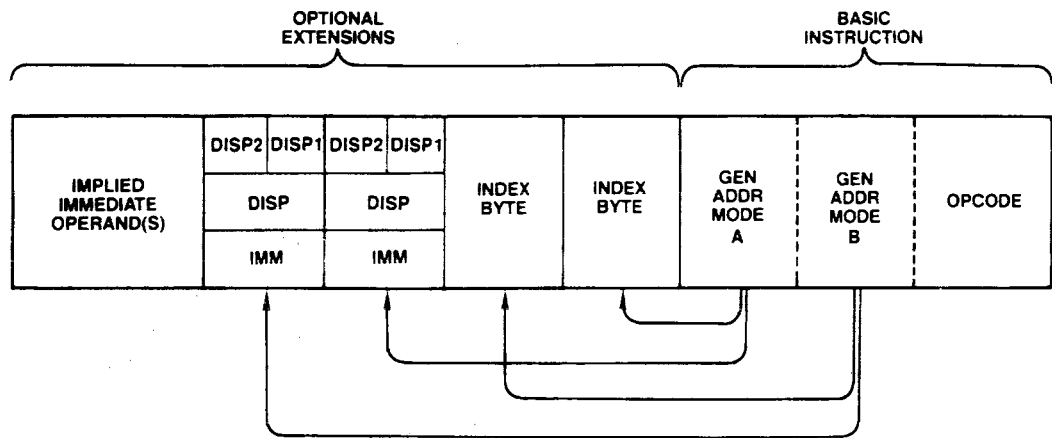 OPTIONAL
EXTENSIONS
BASIC
INSTRUCTION
IMPLIED
IMMEDIATE
OPERAND(S)
DISP2 DISP1
DISP
IMM
DISP2 DISP1
DISP
IMM
INDEX
BYTE
INDEX
BYTE
GEN
ADDR
MODE
A
GEN
ADDR
MODE
B
OPCODE